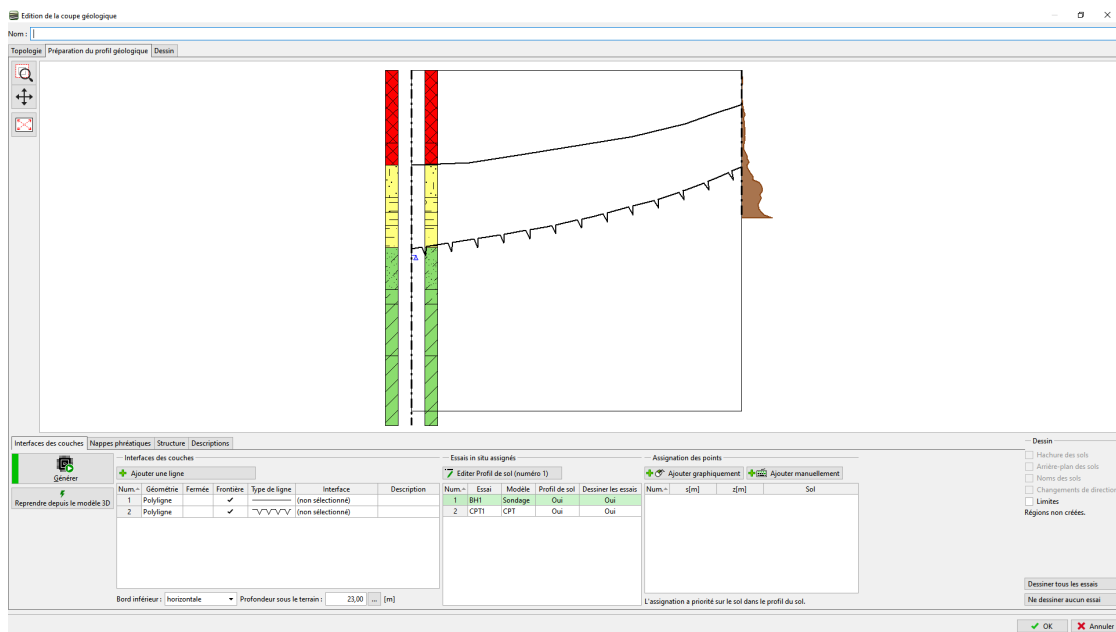 Edition de la coupe géologique
Nom :
Topologie Préparation du profil géologique Dessin
Interfaces des couches Nappes phréatiques Structure Descriptions
Générer
Reprendre depuis le modèle 3D
Interfaces des couches
Ajouter une ligne
Num. Géométrie Fermée Frontière Type de ligne Interface Description
1 Polyligne (non sélectionné)
2 Polyligne (non sélectionné)
Bord inférieur : horizontale Profondeur sous le terrain : 23,00 ... [m]
Essais in situ assignés
Editer Profil de sol (numéro 1)
Num. Essai Modèle Profil de sol Dessiner les essais
1 BH1 Sondage Oui Oui
2 CPT1 CPT Oui Oui
Assignation des points
Ajouter graphiquement Ajouter manuellement
Num. s[m] z[m] Sol
L'assignation a priorité sur le sol dans le profil du sol.
Dessin
Hachure des sols
Arrière-plan des sols
Noms des sols
Changements de direction
Limites
Régions non créées.
Dessiner tous les essais
Ne dessiner aucun essai
OK Annuler